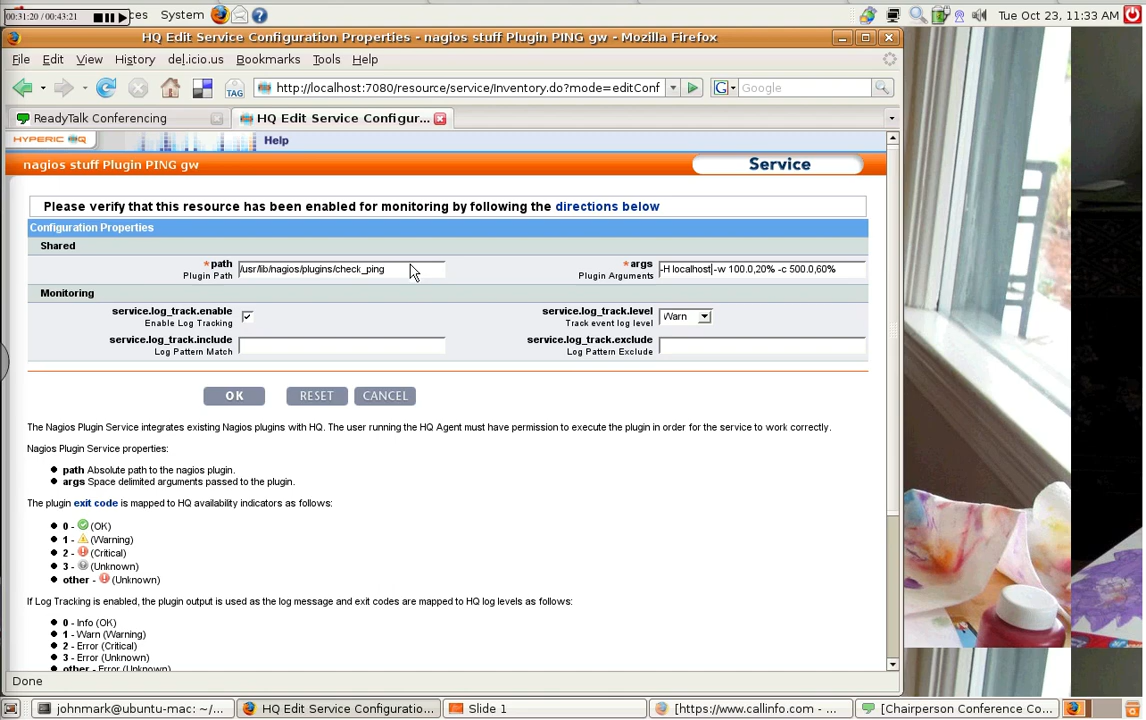 00:31:20 / 00:43:21
ces System
Tue Oct 23, 11:33 AM
HQ Edit Service Configuration Properties - nagios stuff Plugin PING gw - Mozilla Firefox
File Edit View History del.icio.us Bookmarks Tools Help
TAG
http://localhost:7080/resource/service/Inventory.do?mode=editConf
G Google
ReadyTalk Conferencing
HQ Edit Service Configur...
HYPERIC HQ
Help
nagios stuff Plugin PING gw
Service
Please verify that this resource has been enabled for monitoring by following the directions below
Configuration Properties
Shared
*path
Plugin Path
/usr/lib/nagios/plugins/check_ping
*args
Plugin Arguments
-H localhost -w 100.0,20% -c 500.0,60%
Monitoring
service.log_track.enable
Enable Log Tracking
service.log_track.level
Track event log level
Warn
service.log_track.include
Log Pattern Match
service.log_track.exclude
Log Pattern Exclude
OK RESET CANCEL
The Nagios Plugin Service integrates existing Nagios plugins with HQ. The user running the HQ Agent must have permission to execute the plugin in order for the service to work correctly.
Nagios Plugin Service properties:
path Absolute path to the nagios plugin.
args Space delimited arguments passed to the plugin.
The plugin exit code is mapped to HQ availability indicators as follows:
0 - (OK)
1 - (Warning)
2 - (Critical)
3 - (Unknown)
other - (Unknown)
If Log Tracking is enabled, the plugin output is used as the log message and exit codes are mapped to HQ log levels as follows:
0 - Info (OK)
1 - Warn (Warning)
2 - Error (Critical)
3 - Error (Unknown)
other - Error (Unknown)
Done
johnmark@ubuntu-mac: ~/...
HQ Edit Service Configuratio...
Slide 1
[https://www.callinfo.com - ...
[Chairperson Conference Co...